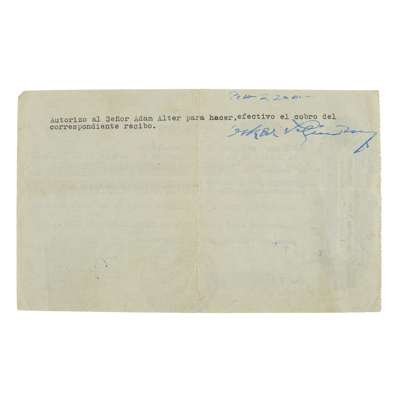 Autorizo al Señor Adam Alter para hacer,efectivo el cobro del
correspondiente recibo.